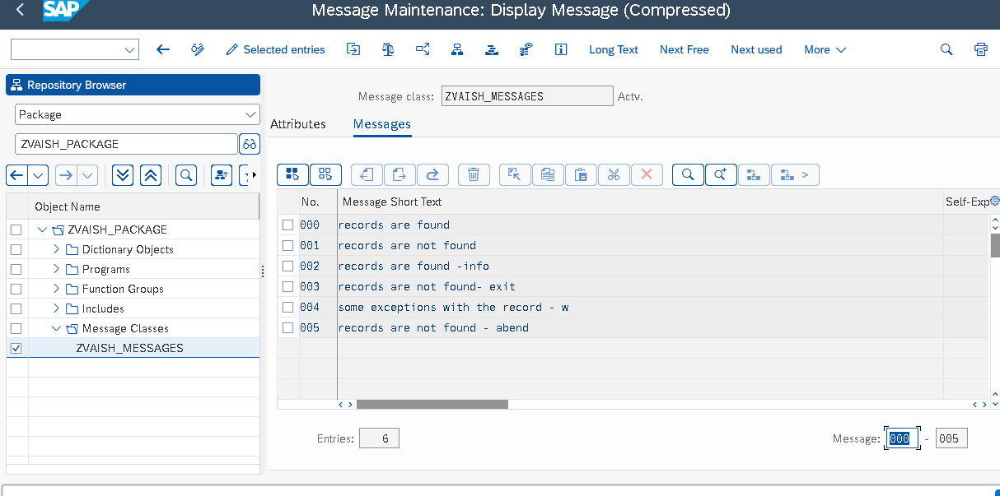 SAP
Message Maintenance: Display Message (Compressed)
Selected entries
Long Text
Next Free
Next used
More
Repository Browser
Package
ZVAISH_PACKAGE
Object Name
ZVAISH_PACKAGE
Dictionary Objects
Programs
Function Groups
Includes
Message Classes
ZVAISH_MESSAGES
Message class: ZVAISH_MESSAGES Actv.
Attributes Messages
No. Message Short Text Self-Exp
000 records are found
001 records are not found
002 records are found -info
003 records are not found- exit
004 some exceptions with the record - w
005 records are not found - abend
Entries: 6
Message: 000 - 005